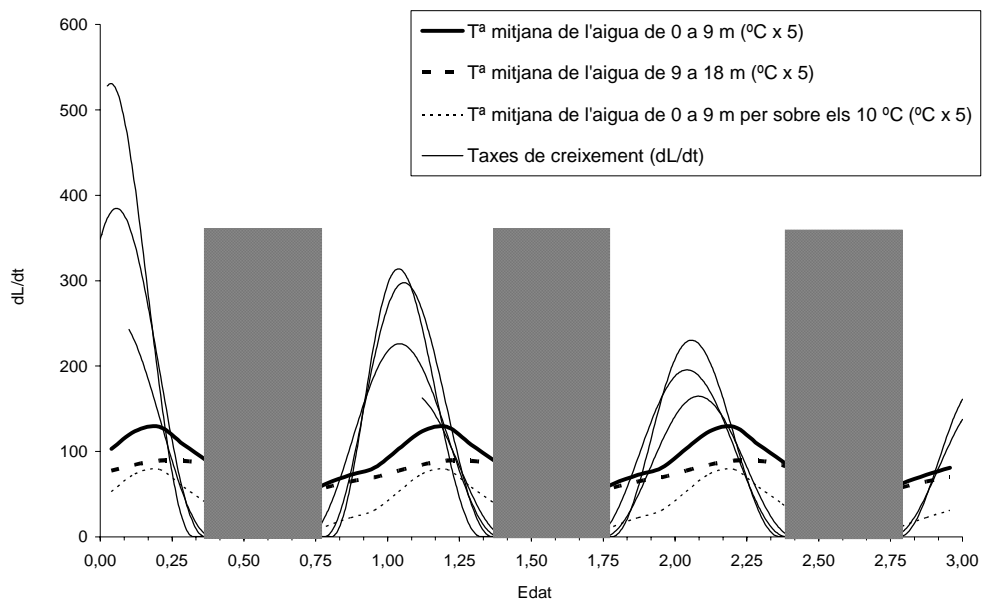 600
500
400
300
200
100
0
dL/dt
Tª mitjana de l'aigua de 0 a 9 m (ºC x 5)
Tª mitjana de l'aigua de 9 a 18 m (ºC x 5)
Tª mitjana de l'aigua de 0 a 9 m per sobre els 10 ºC (ºC x 5)
Taxes de creixement (dL/dt)
0,00 0,25 0,50 0,75 1,00 1,25 1,50 1,75 2,00 2,25 2,50 2,75 3,00
Edat